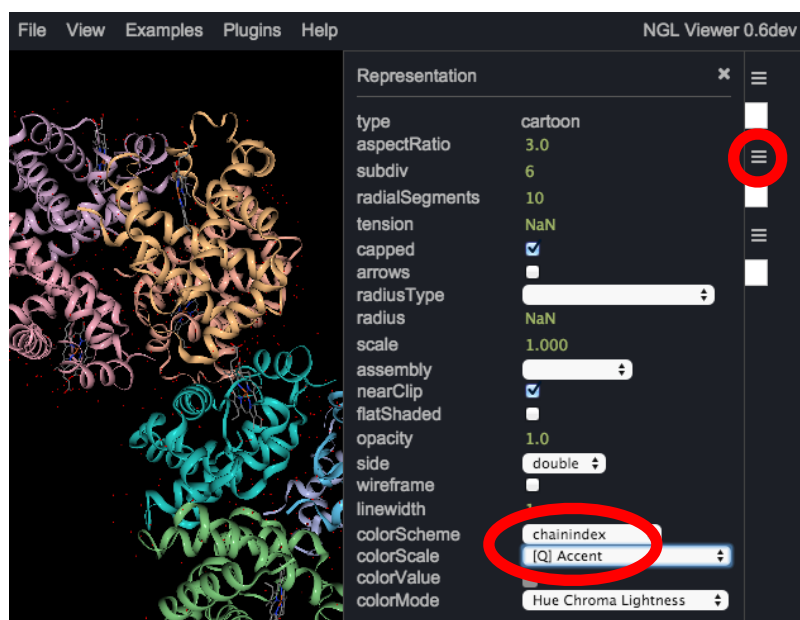 File View Examples Plugins Help NGL Viewer 0.6dev
Representation
type cartoon
aspectRatio 3.0
subdiv 6
radialSegments 10
tension NaN
capped
arrows
radiusType
radius NaN
scale 1.000
assembly
nearClip
flatShaded
opacity 1.0
side double
wireframe
linewidth
colorScheme chainindex
colorScale [Q] Accent
colorValue
colorMode Hue Chroma Lightness